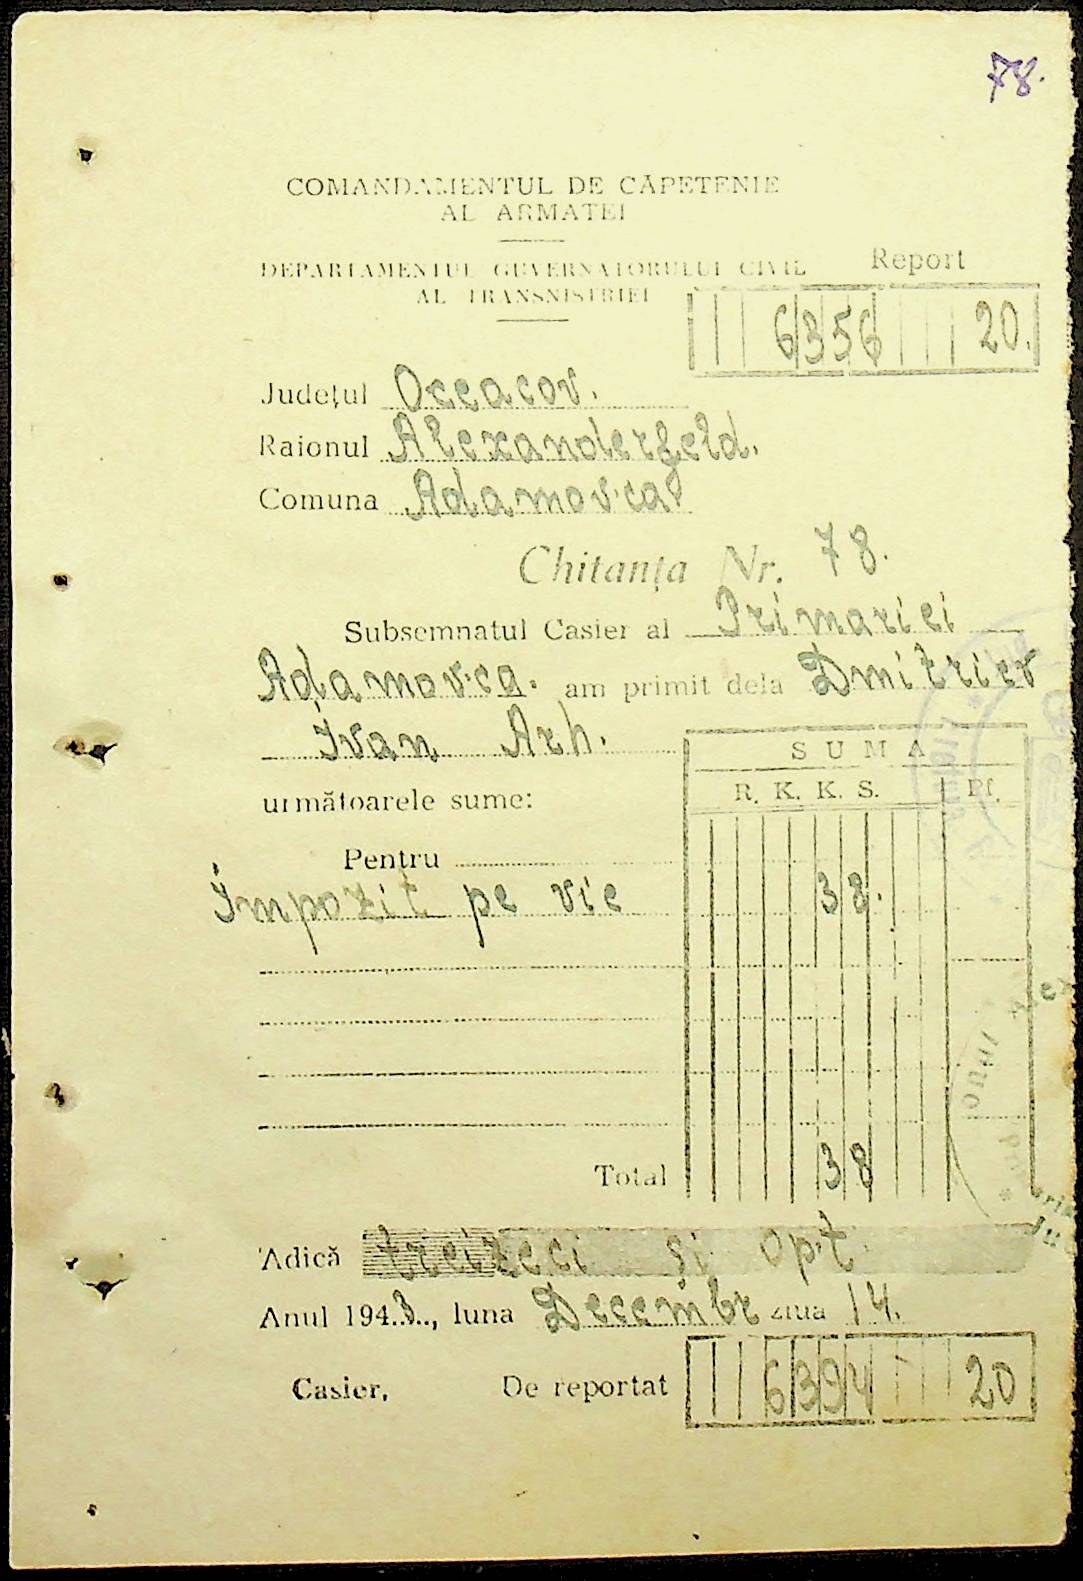 78.
COMANDAMENTUL DE CĂPETENIE
AL ARMATEI
DEPARTAMENTUL GUVERNATORULUI CIVIL
AL TRANSNISTRIEI
Report
6356 20.
Județul Oceacov.
Raionul Alexanderfeld.
Comuna Adamovca
Chitanța Nr. 78.
Subsemnatul Casier al Primariei
Adamovca. am primit dela Dmitriev
Ivan Arh.
SUMA
următoarele sume:
R. K. K. S. Pf.
Pentru
Impozit pe vie 38.
Total 38
Adică treizeci și opt
Anul 194.3.., luna Decembr ziua 14.
Casier, De reportat 6394 20